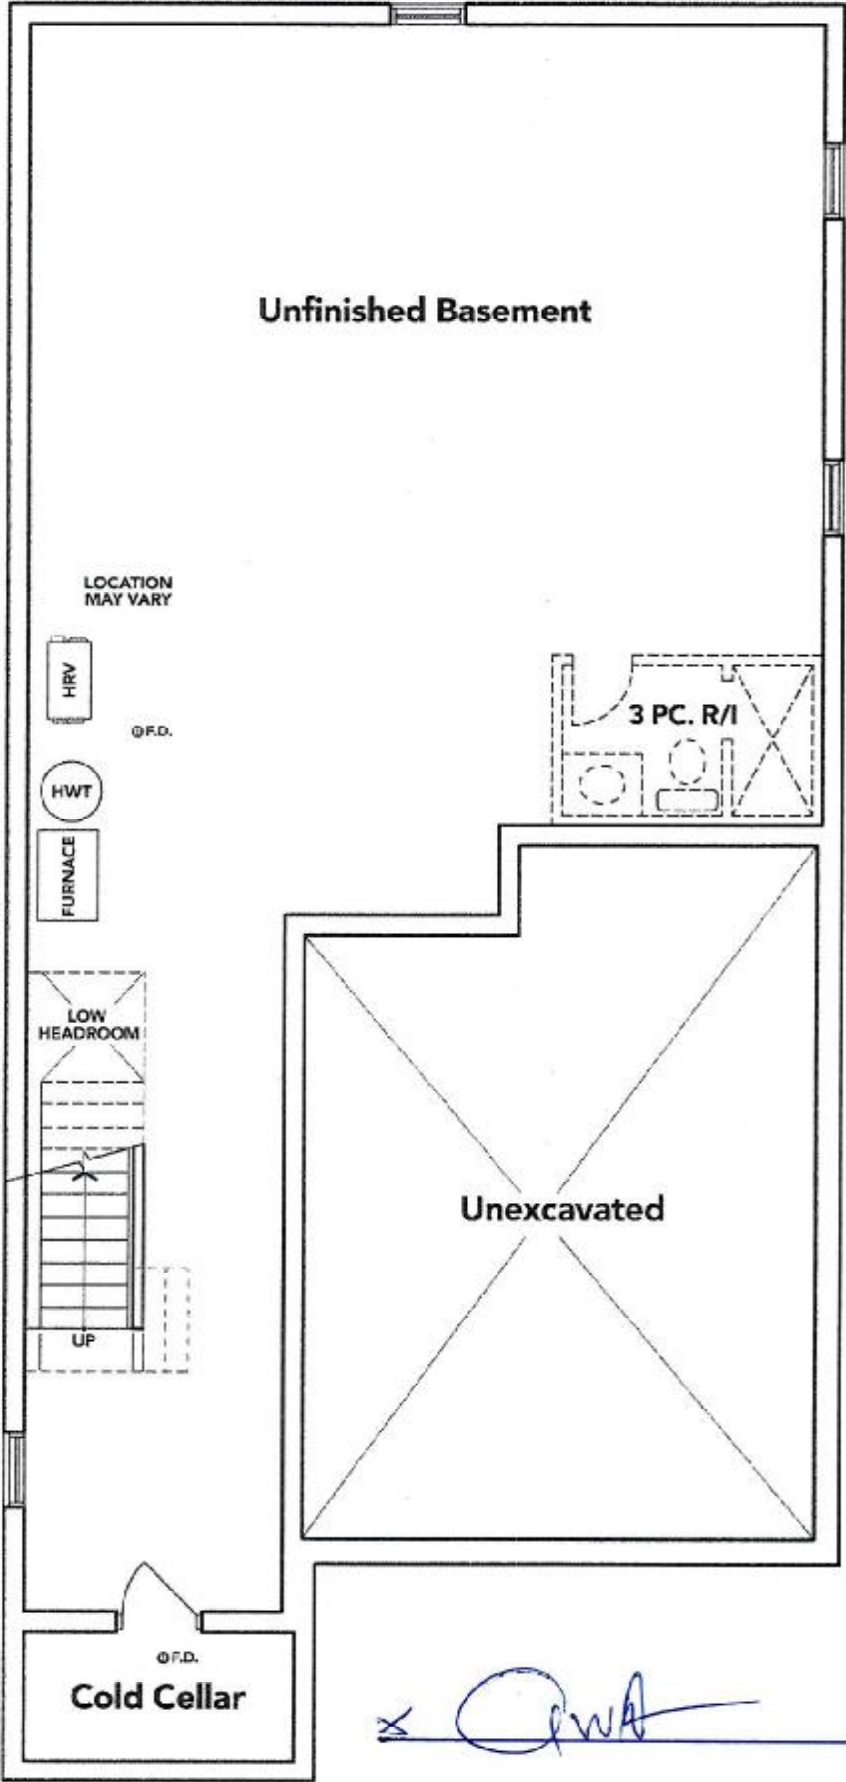 Unfinished Basement
LOCATION
MAY VARY
HRV
F.D.
3 PC. R/I
HWT
FURNACE
LOW
HEADROOM
Unexcavated
UP
F.D.
Cold Cellar
x